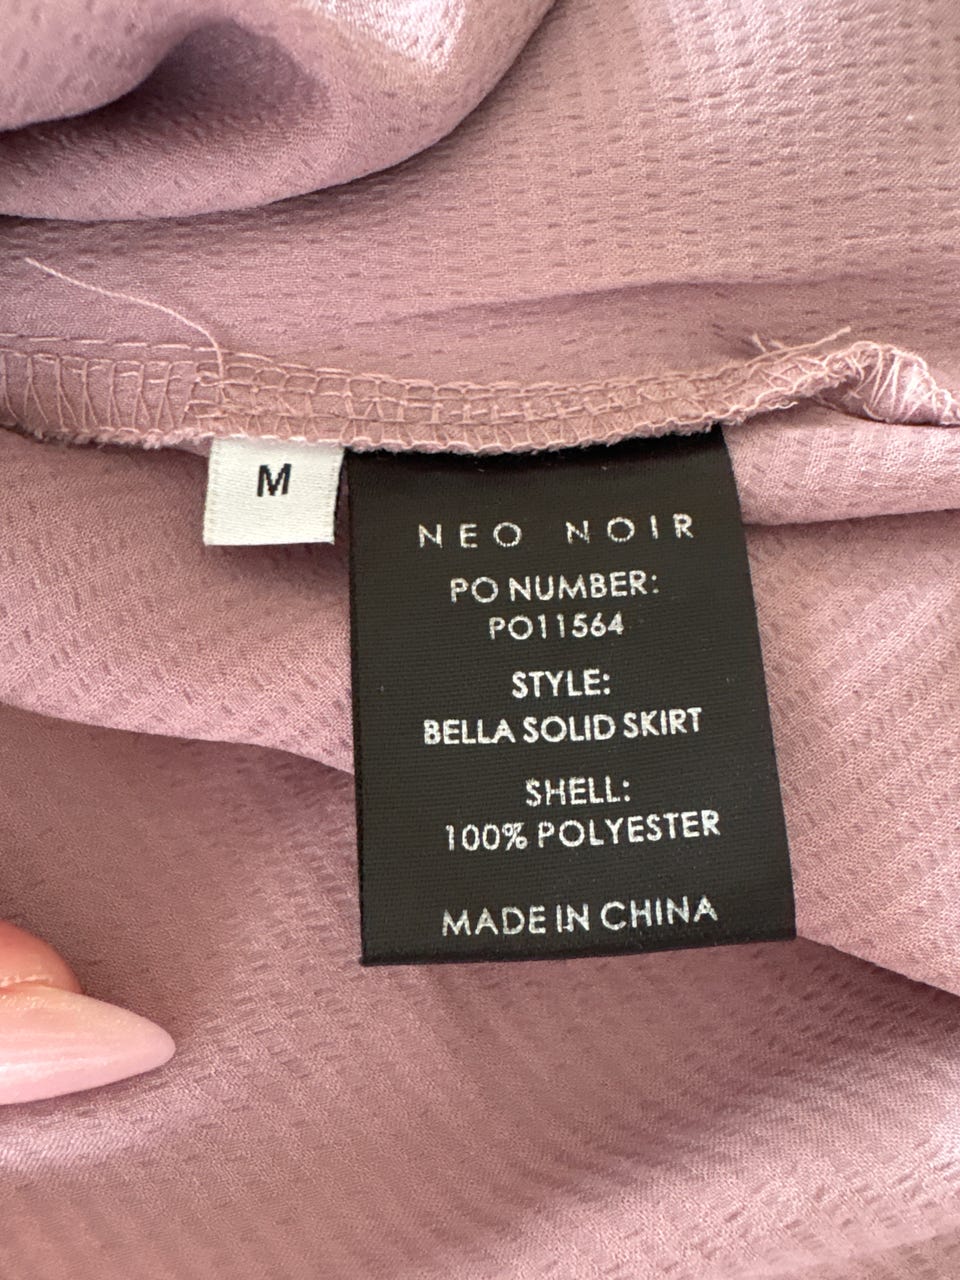 M
NEO NOIR
PO NUMBER:
PO11564
STYLE:
BELLA SOLID SKIRT
SHELL:
100% POLYESTER
MADE IN CHINA